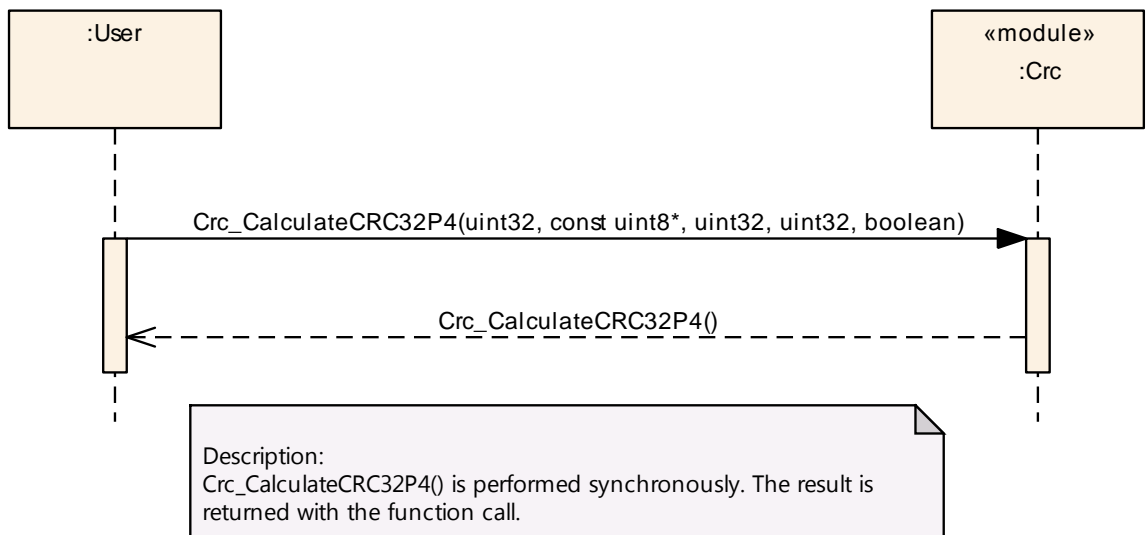 :User
«module»
:Crc
Crc_CalculateCRC32P4(uint32, const uint8*, uint32, uint32, boolean)
Crc_CalculateCRC32P4()
Description:
Crc_CalculateCRC32P4() is performed synchronously. The result is
returned with the function call.